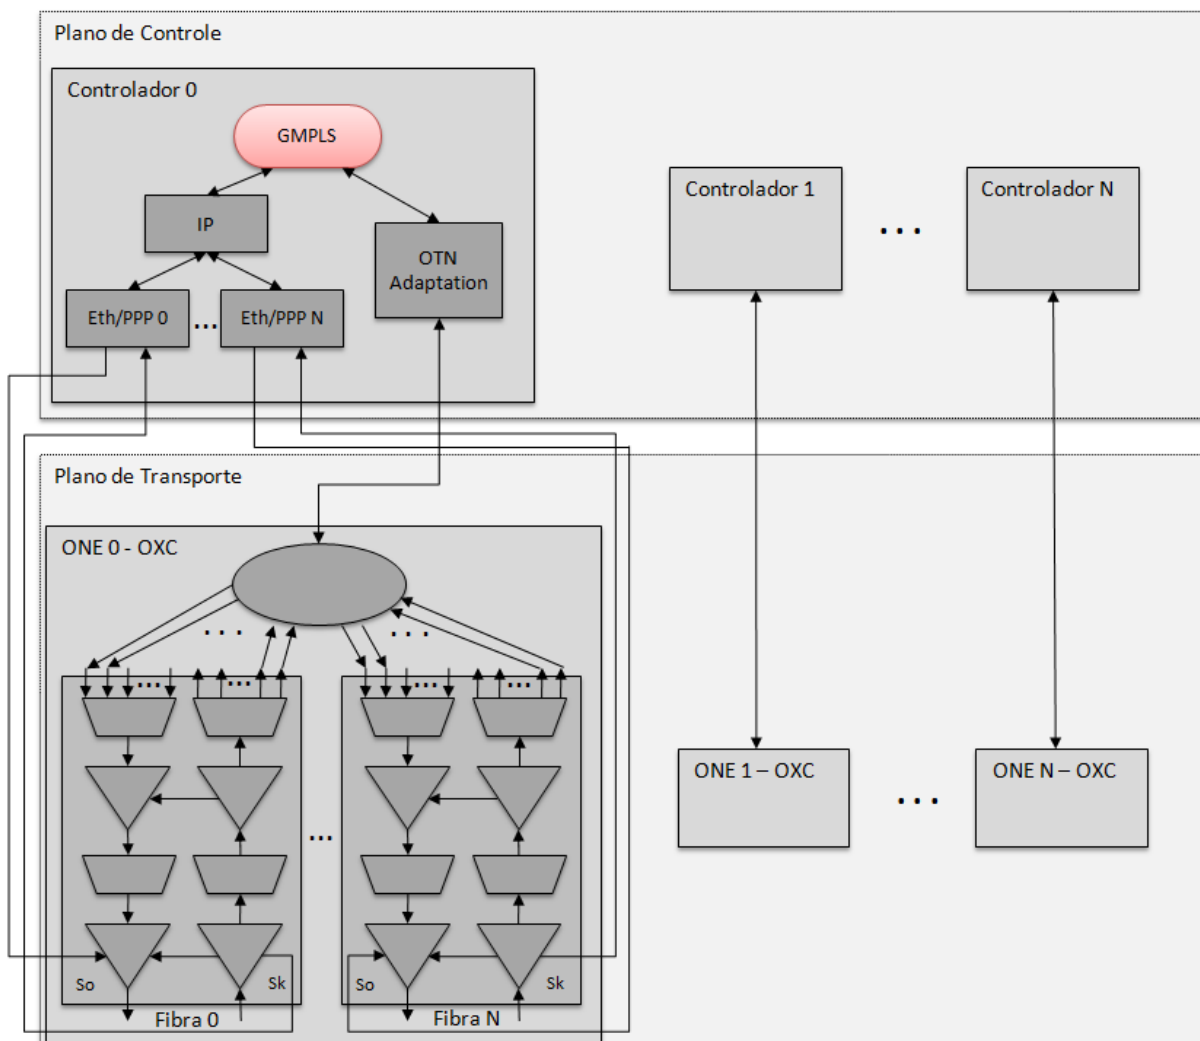 Plano de Controle
Controlador 0
GMPLS
IP
OTN
Adaptation
Eth/PPP 0
...
Eth/PPP N
Controlador 1
...
Controlador N
Plano de Transporte
ONE 0 - OXC
...
...
...
...
...
...
...
So
Sk
So
Sk
Fibra 0
Fibra N
ONE 1 – OXC
...
ONE N – OXC